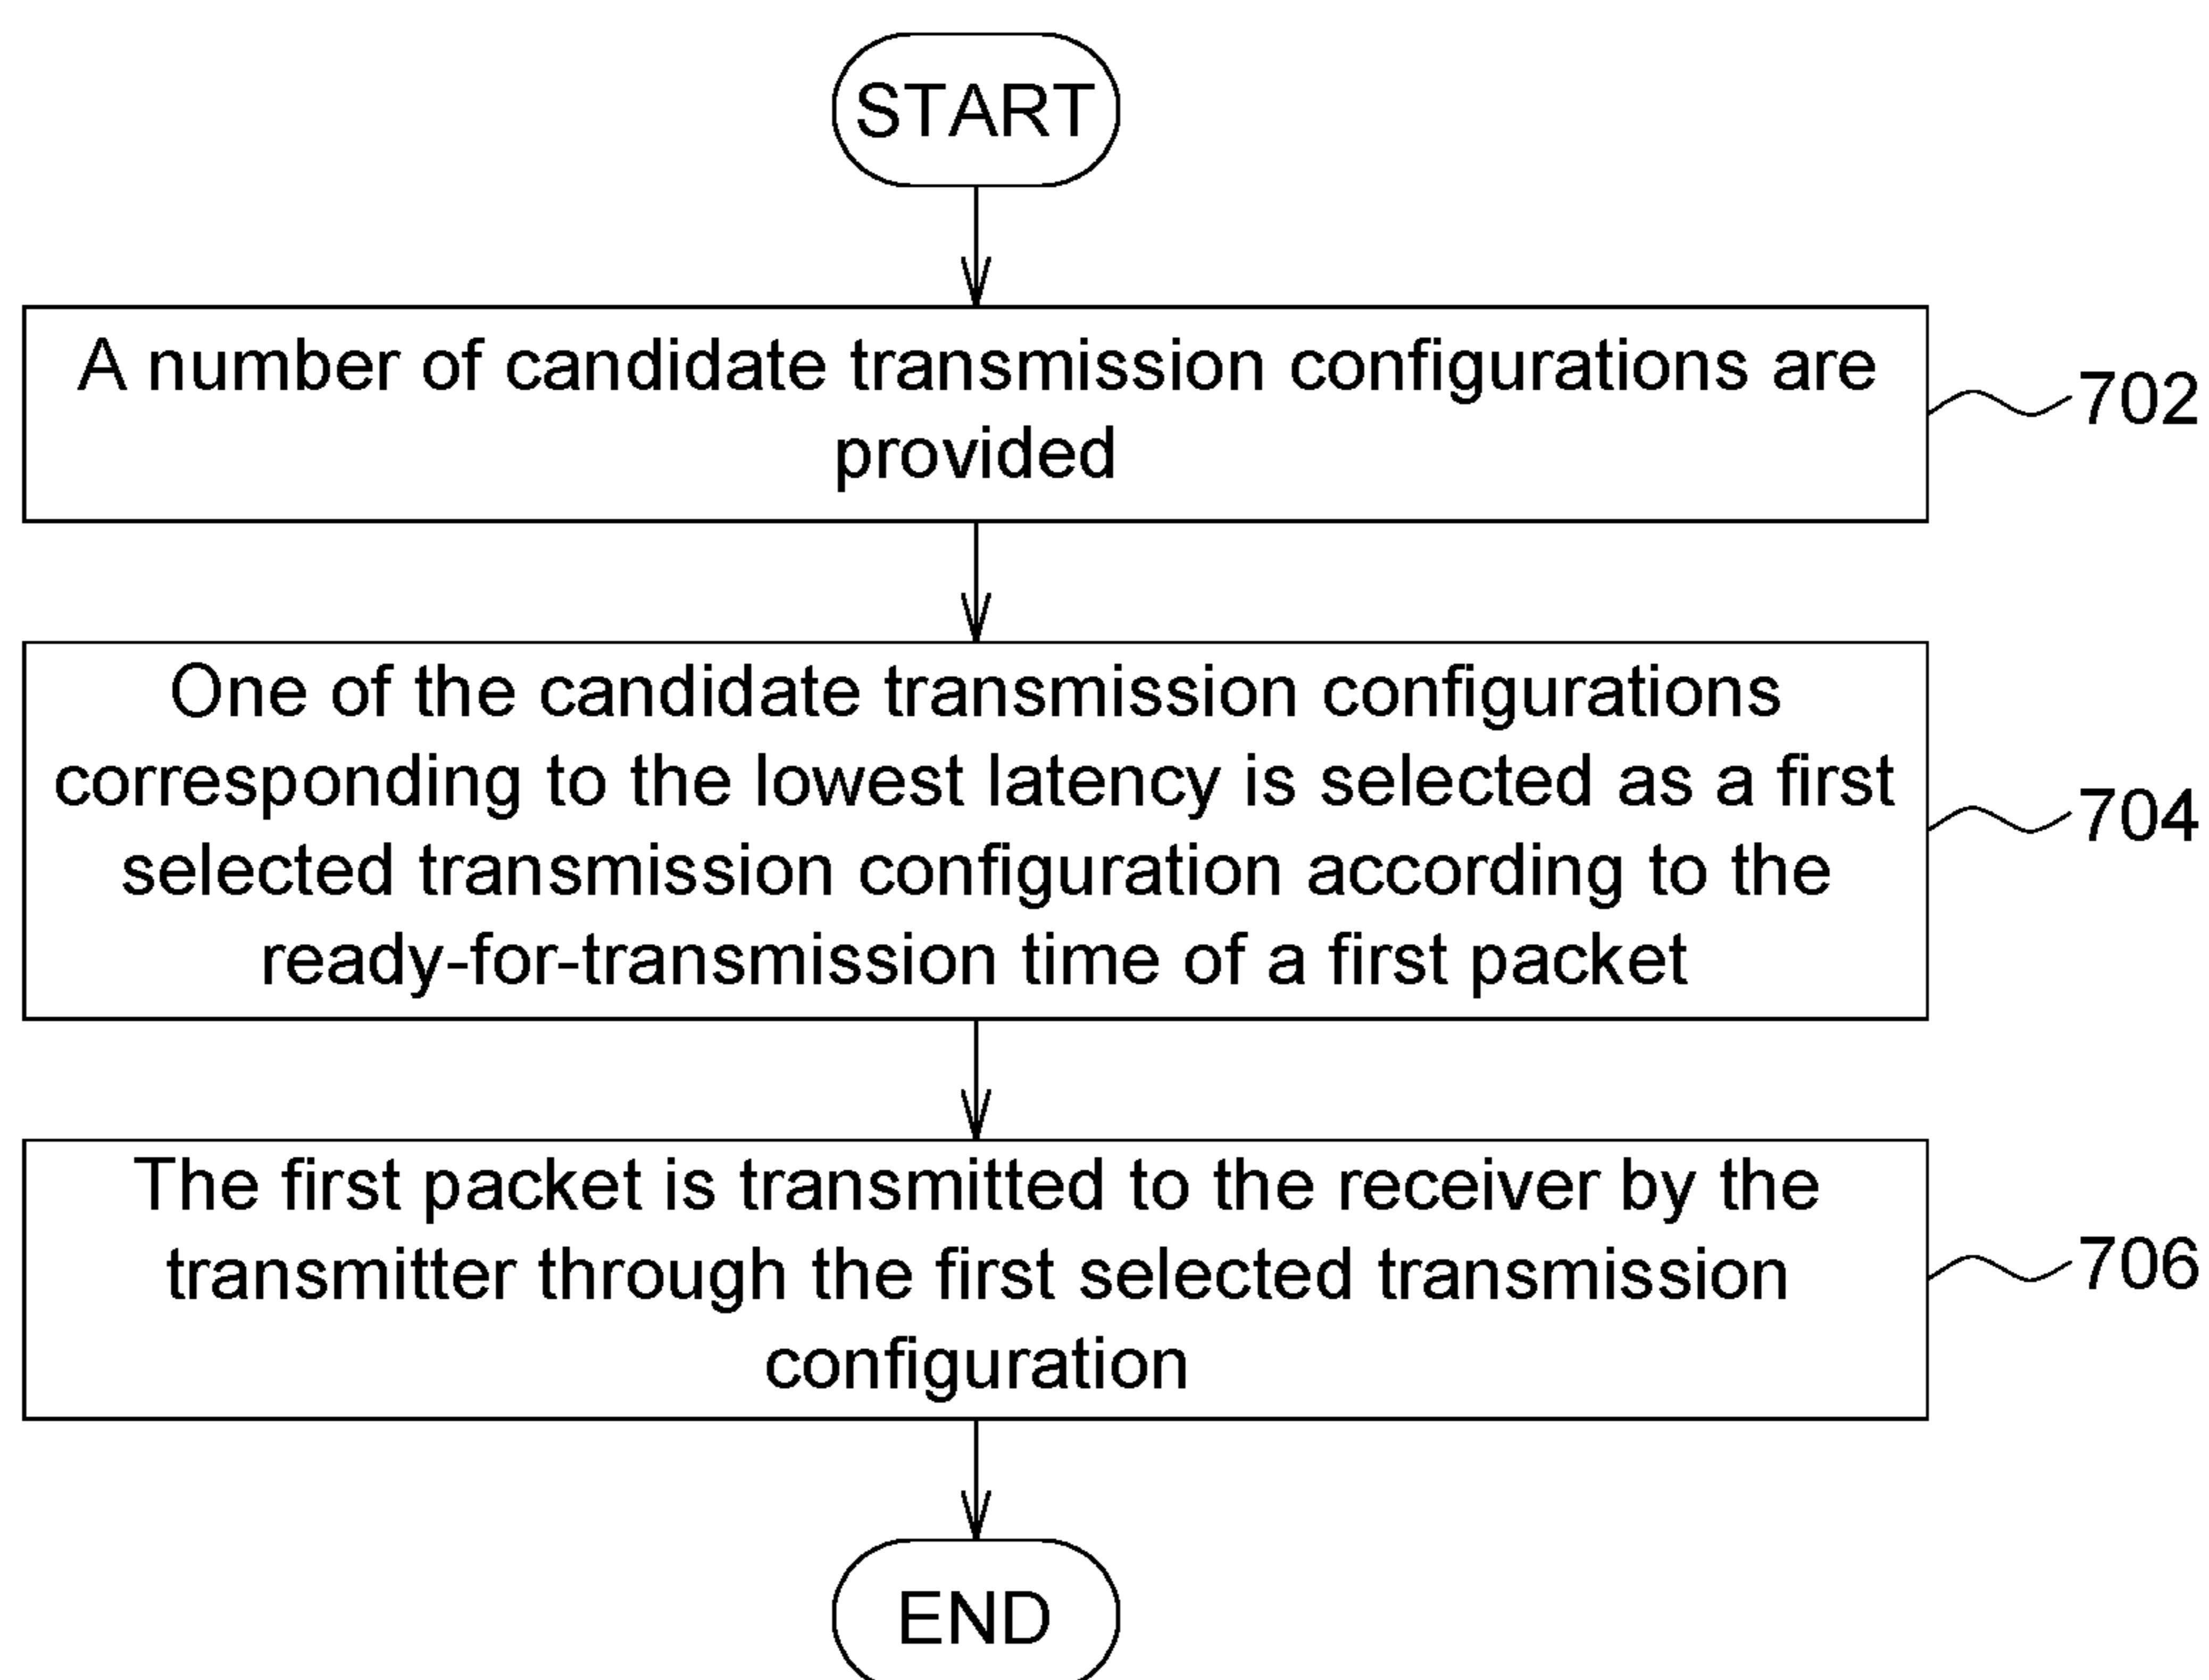 START
A number of candidate transmission configurations are
provided
702
One of the candidate transmission configurations
corresponding to the lowest latency is selected as a first
selected transmission configuration according to the
ready-for-transmission time of a first packet
704
The first packet is transmitted to the receiver by the
transmitter through the first selected transmission
configuration
706
END